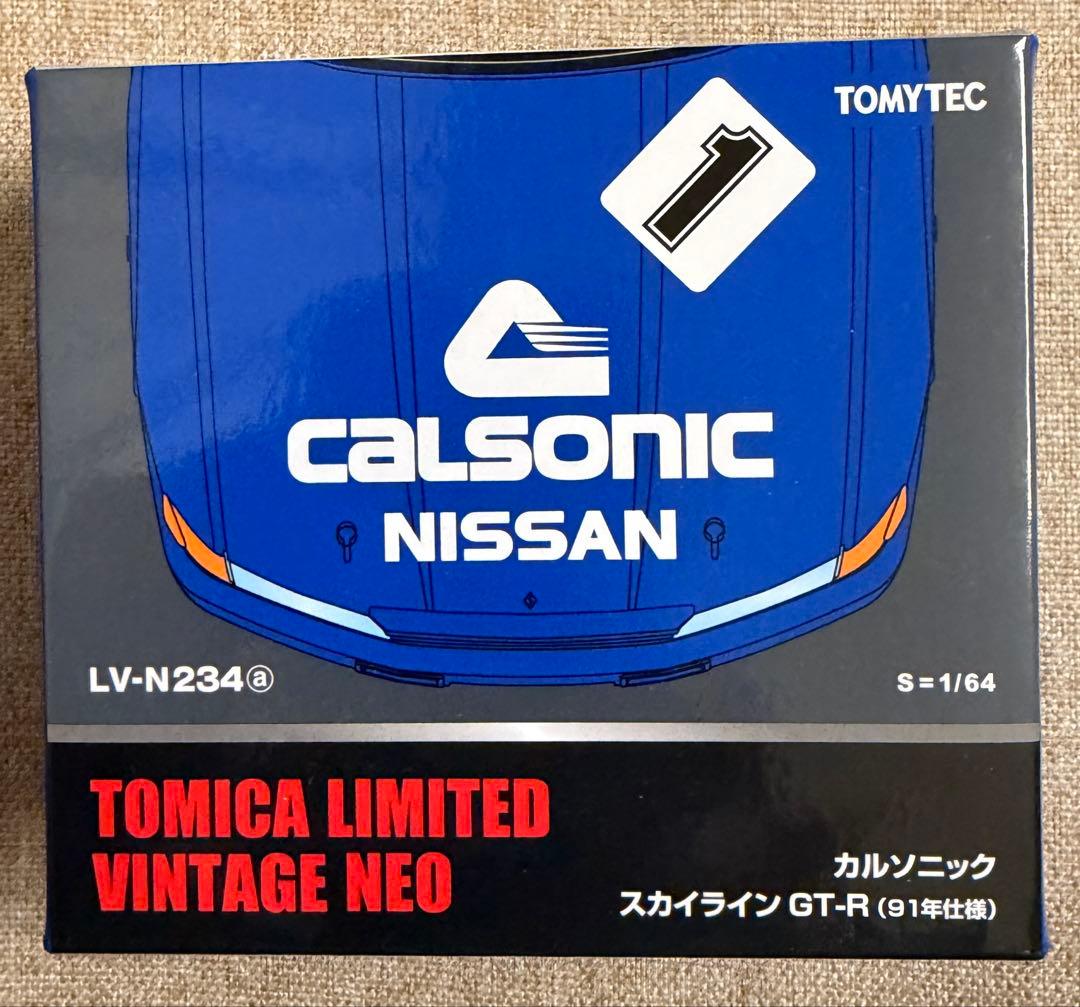 TOMYTEC
1
CALSONIC
NISSAN
LV-N234ⓐ
S=1/64
TOMICA LIMITED
VINTAGE NEO
カルソニック
スカイライン GT-R (91年仕様)